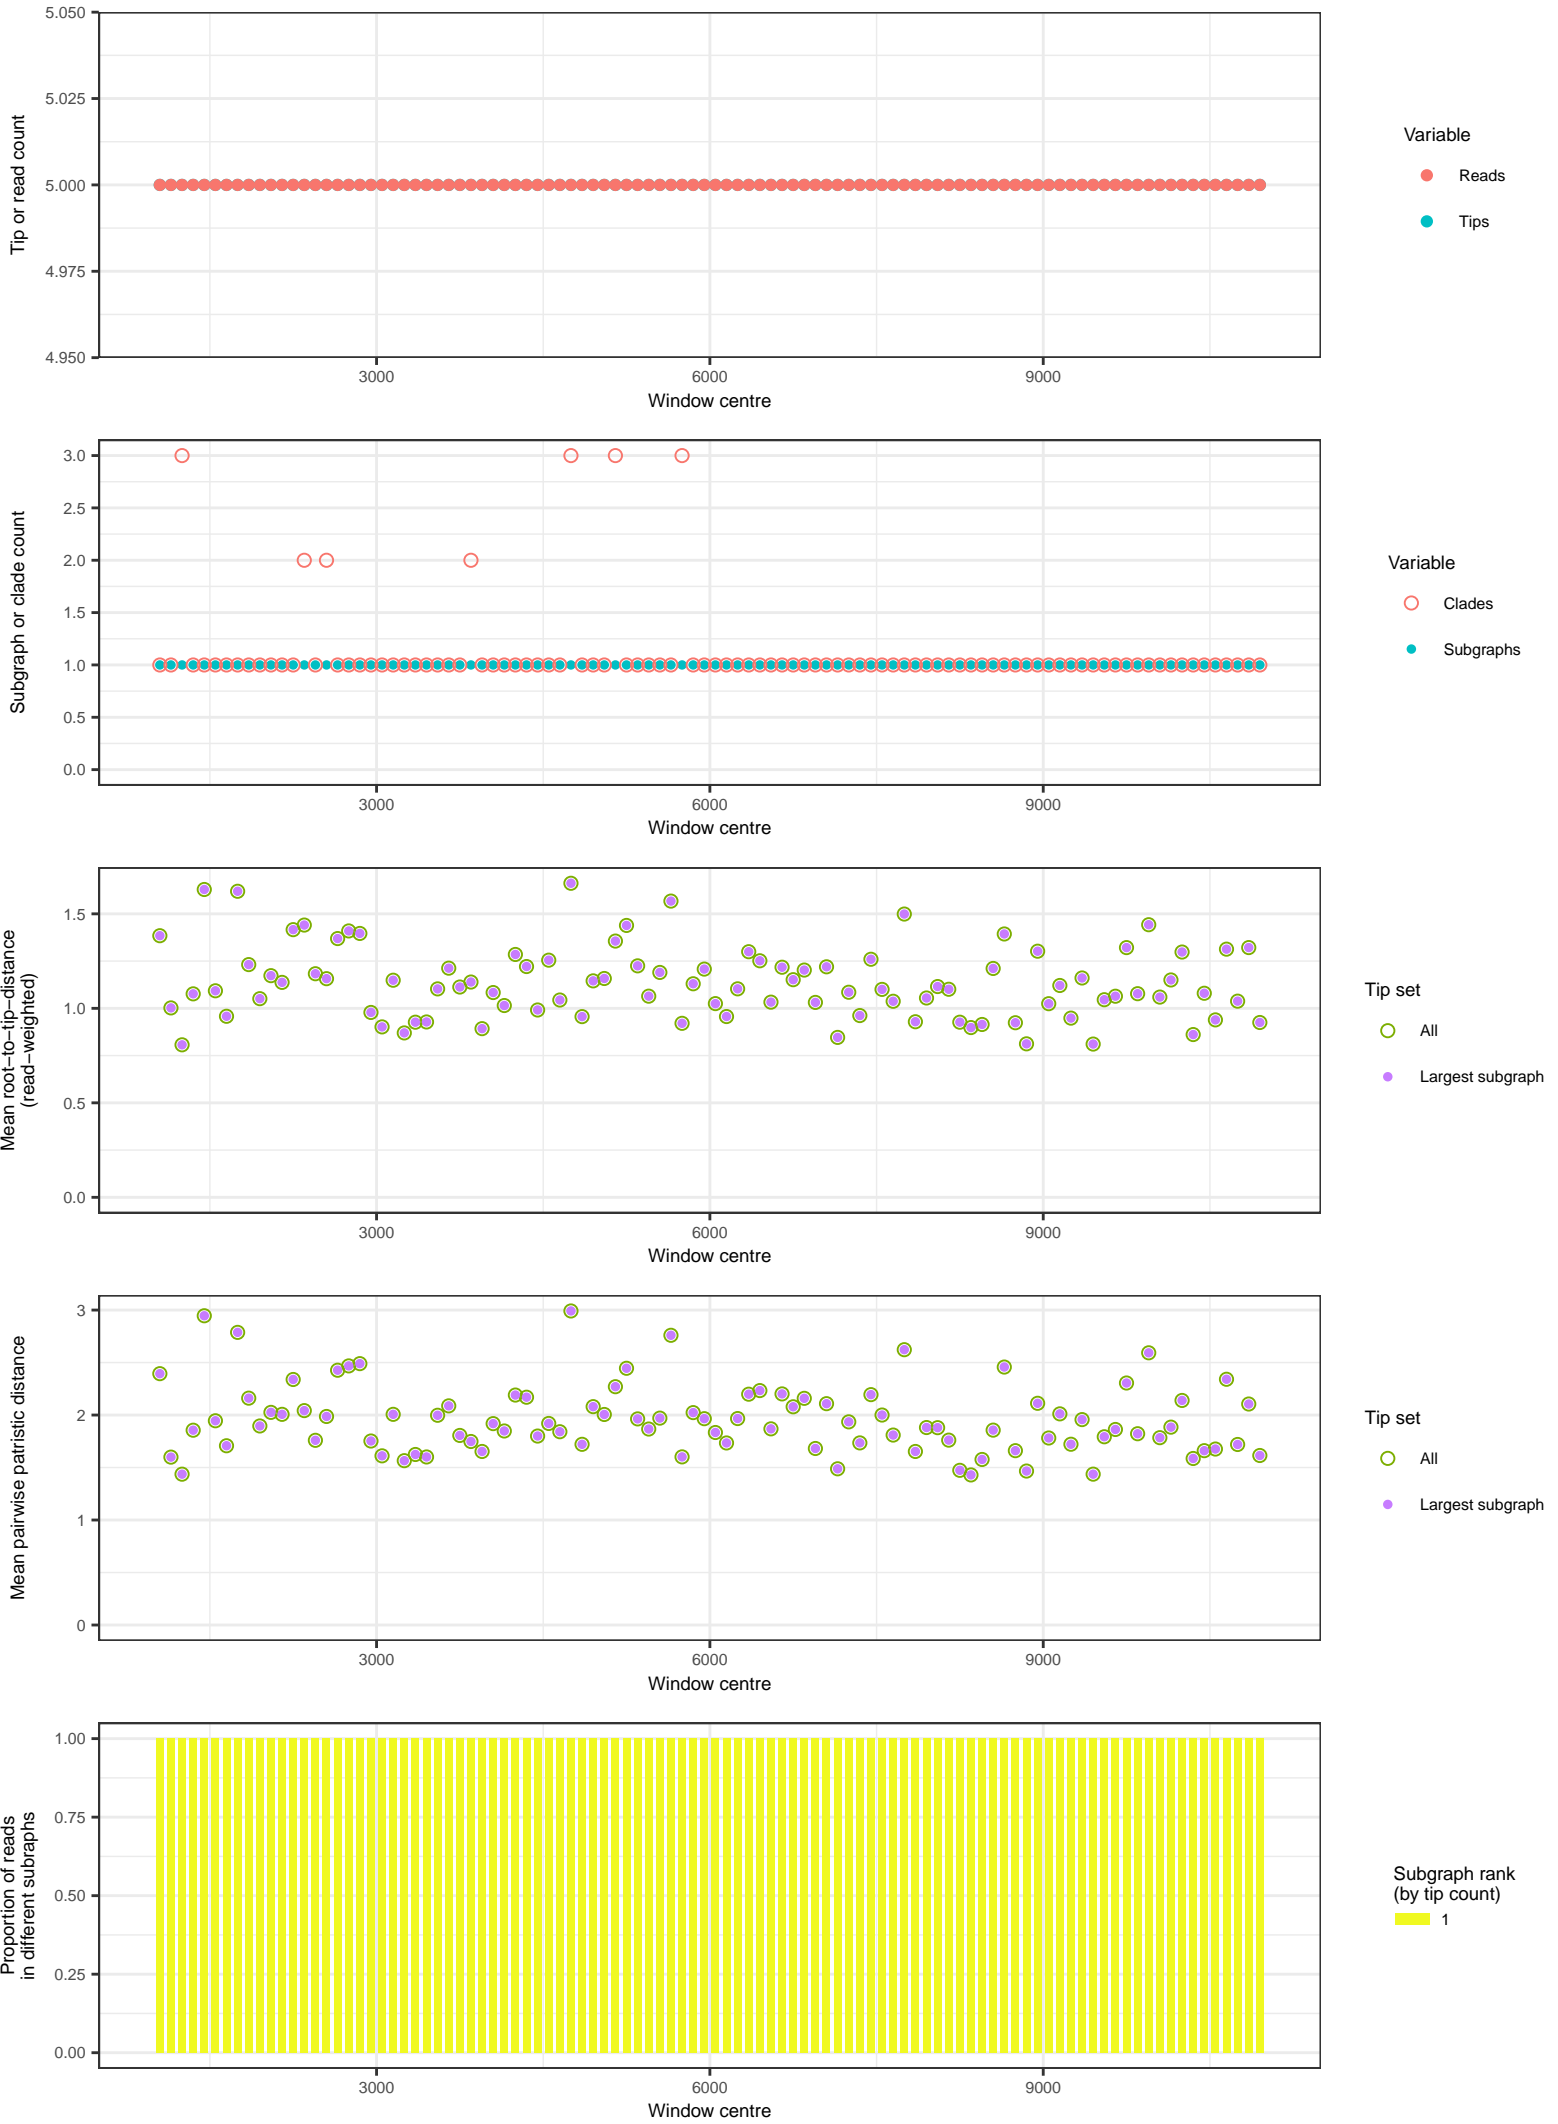 5.050
5.025
5.000
4.975
4.950
Tip or read count
3000 6000 9000
Window centre
Variable
Reads
Tips
3.0
2.5
2.0
1.5
1.0
0.5
0.0
Subgraph or clade count
3000 6000 9000
Window centre
Variable
Clades
Subgraphs
1.5
1.0
0.5
0.0
Mean root−to−tip−distance
(read−weighted)
3000 6000 9000
Window centre
Tip set
All
Largest subgraph
3
2
1
0
Mean pairwise patristic distance
3000 6000 9000
Window centre
Tip set
All
Largest subgraph
1.00
0.75
0.50
0.25
0.00
Proportion of reads
in different subraphs
3000 6000 9000
Window centre
Subgraph rank
(by tip count)
1